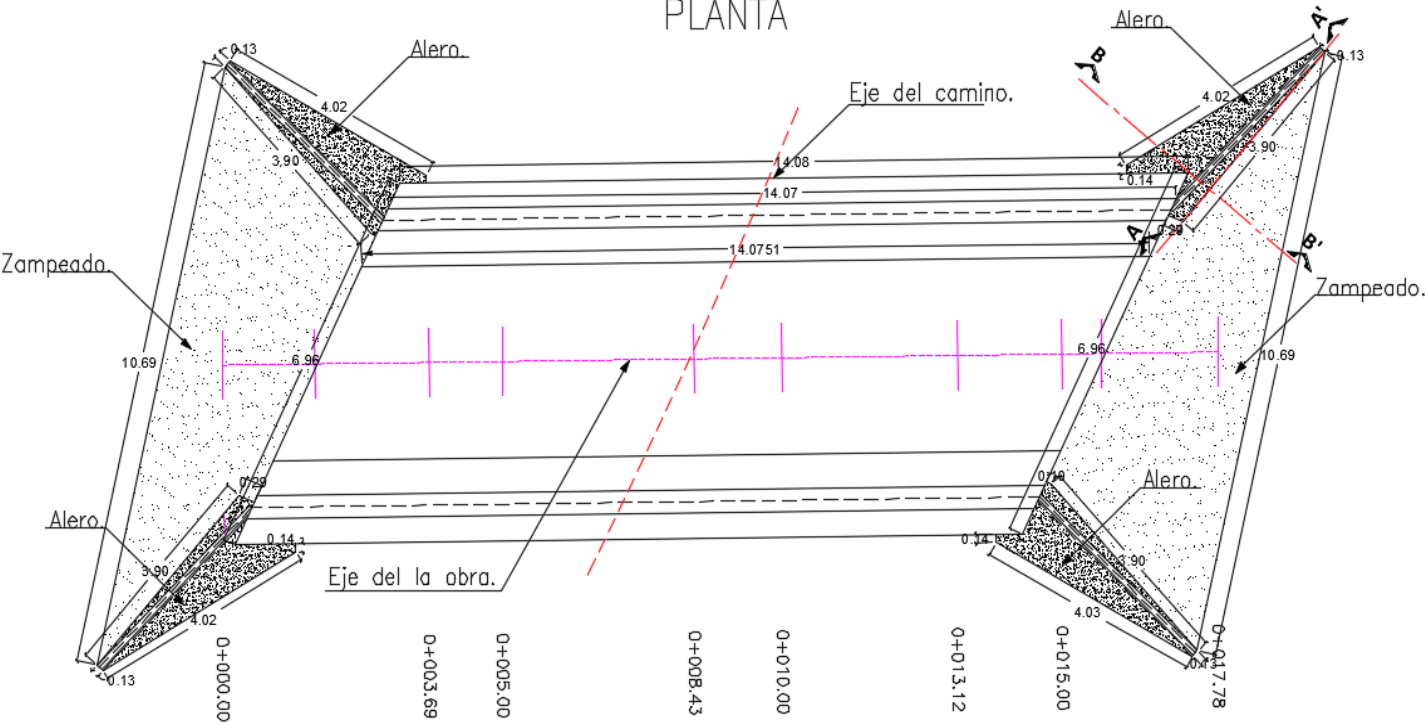 PLANTA
Alero.
Alero.
A'
B
0.13
0.13
4.02
4.02
Eje del camino.
3.90
3.90
14.08
0.14
14.07
14.0751
A
0.29
B'
Zampeado.
Zampeado.
10.69
6.96
6.96
10.69
0.29
0.19
Alero.
Alero.
0.14
0.14
3.90
3.90
Eje del la obra.
4.02
4.03
0.13
0.13
0+000.00
0+003.69
0+005.00
0+008.43
0+010.00
0+013.12
0+015.00
0+017.78